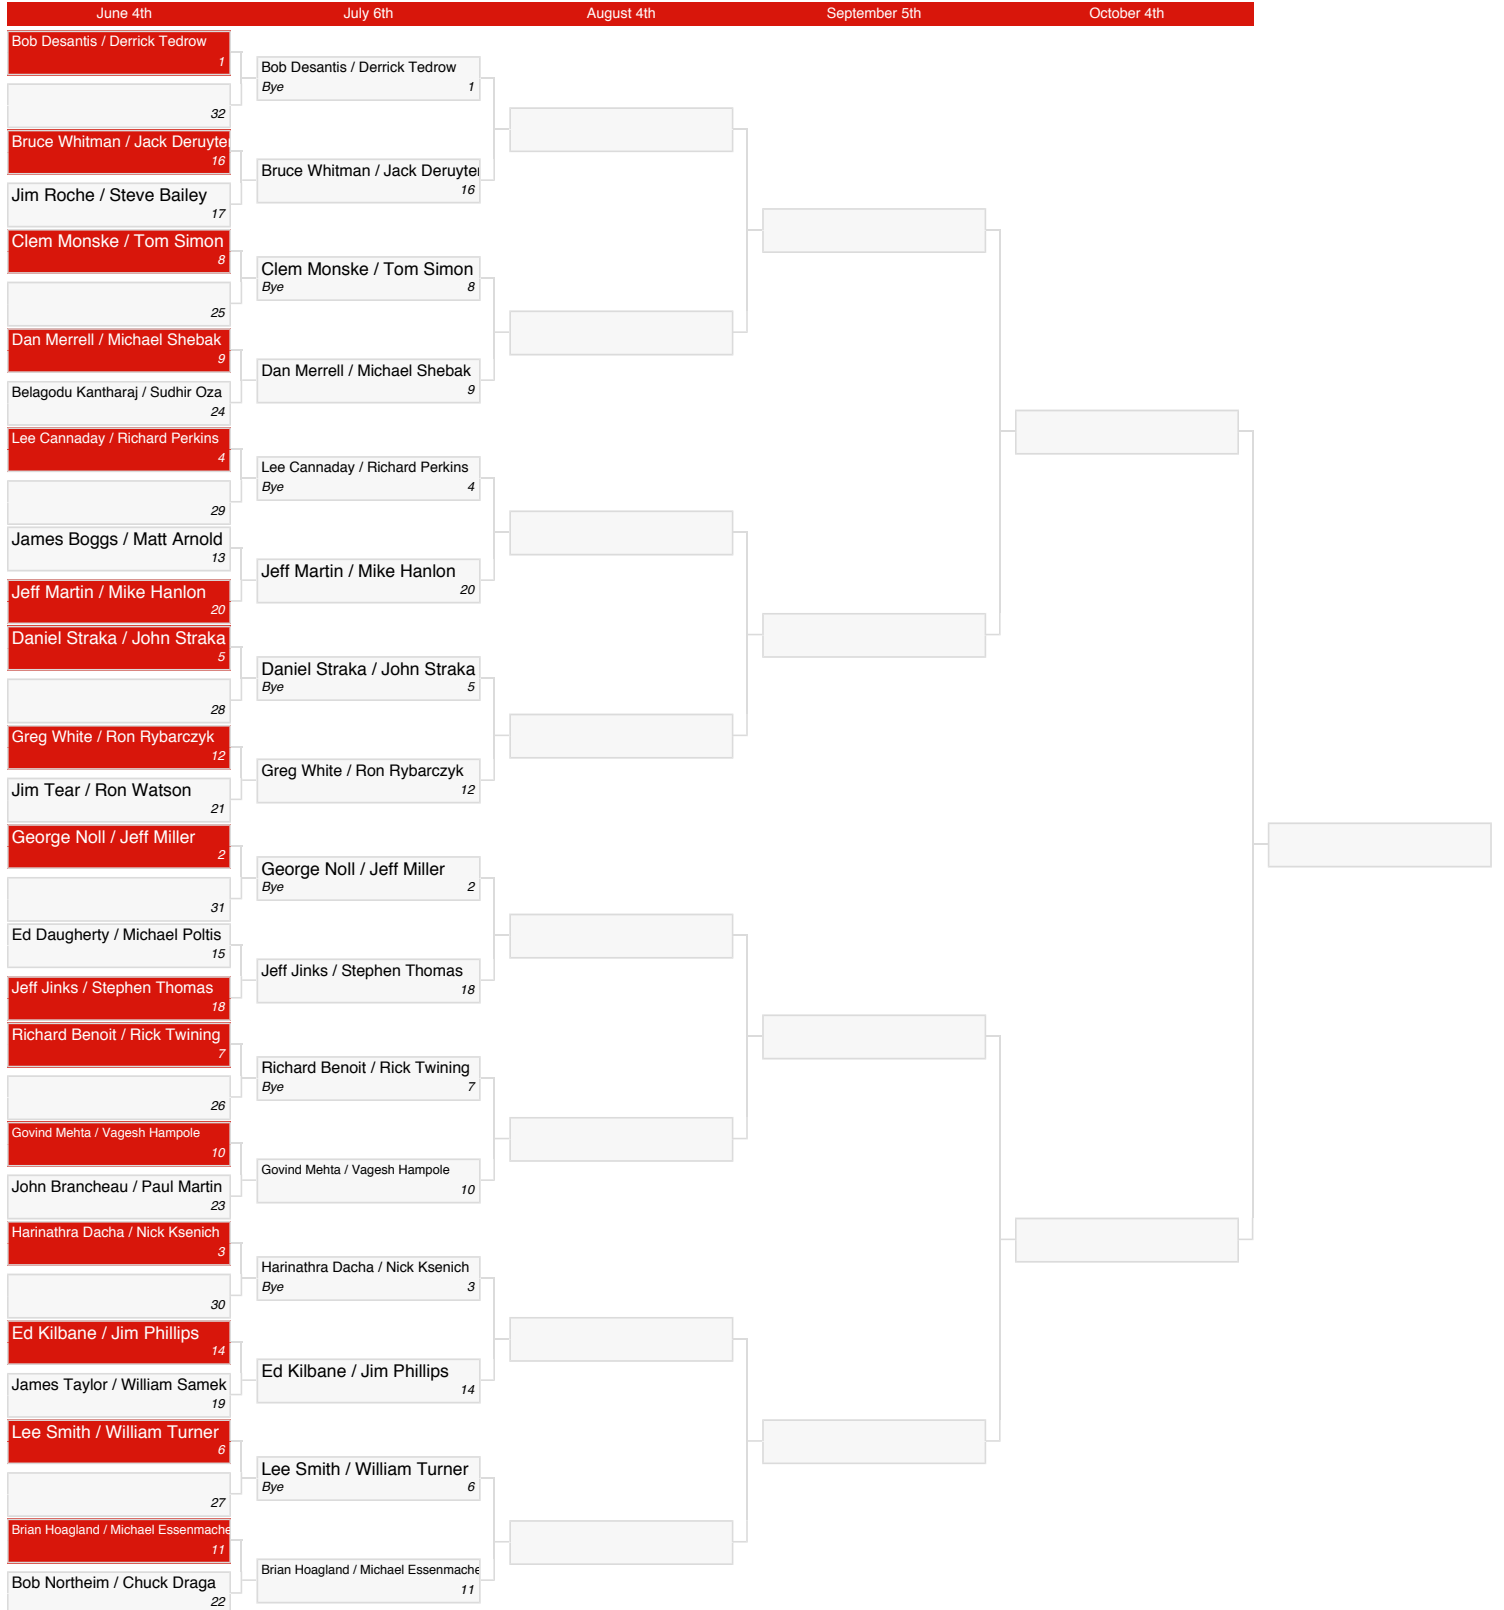 June 4th
July 6th
August 4th
September 5th
October 4th
Bob Desantis / Derrick Tedrow
1
32
Bruce Whitman / Jack Deruyte
16
Jim Roche / Steve Bailey
17
Clem Monske / Tom Simon
8
25
Dan Merrell / Michael Shebak
9
Belagodu Kantharaj / Sudhir Oza
24
Lee Cannaday / Richard Perkins
4
29
James Boggs / Matt Arnold
13
Jeff Martin / Mike Hanlon
20
Daniel Straka / John Straka
5
28
Greg White / Ron Rybarczyk
12
Jim Tear / Ron Watson
21
George Noll / Jeff Miller
2
31
Ed Daugherty / Michael Poltis
15
Jeff Jinks / Stephen Thomas
18
Richard Benoit / Rick Twining
7
26
Govind Mehta / Vagesh Hampole
10
John Brancheau / Paul Martin
23
Harinathra Dacha / Nick Ksenich
3
30
Ed Kilbane / Jim Phillips
14
James Taylor / William Samek
19
Lee Smith / William Turner
6
27
Brian Hoagland / Michael Essenmache
11
Bob Northeim / Chuck Draga
22
Bob Desantis / Derrick Tedrow
Bye 1
Bruce Whitman / Jack Deruyte
16
Clem Monske / Tom Simon
Bye 8
Dan Merrell / Michael Shebak
9
Lee Cannaday / Richard Perkins
Bye 4
Jeff Martin / Mike Hanlon
20
Daniel Straka / John Straka
Bye 5
Greg White / Ron Rybarczyk
12
George Noll / Jeff Miller
Bye 2
Jeff Jinks / Stephen Thomas
18
Richard Benoit / Rick Twining
Bye 7
Govind Mehta / Vagesh Hampole
10
Harinathra Dacha / Nick Ksenich
Bye 3
Ed Kilbane / Jim Phillips
14
Lee Smith / William Turner
Bye 6
Brian Hoagland / Michael Essenmache
11